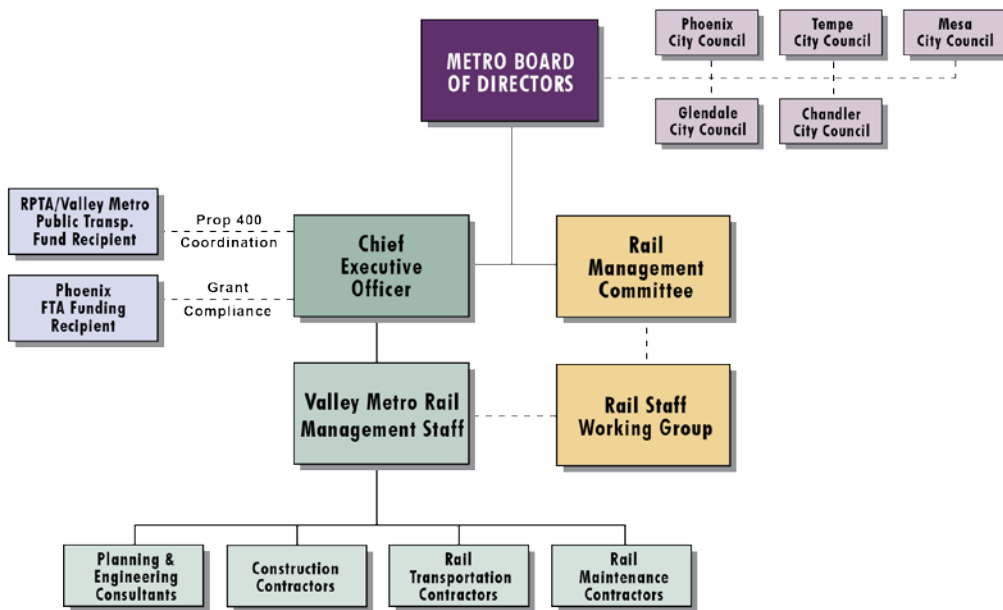 METRO BOARD
OF DIRECTORS
Phoenix
City Council
Tempe
City Council
Mesa
City Council
Glendale
City Council
Chandler
City Council
RPTA/Valley Metro
Public Transp.
Fund Recipient
Prop 400
Coordination
Chief
Executive
Officer
Rail
Management
Committee
Phoenix
FTA Funding
Recipient
Grant
Compliance
Valley Metro Rail
Management Staff
Rail Staff
Working Group
Planning &
Engineering
Consultants
Construction
Contractors
Rail
Transportation
Contractors
Rail
Maintenance
Contractors